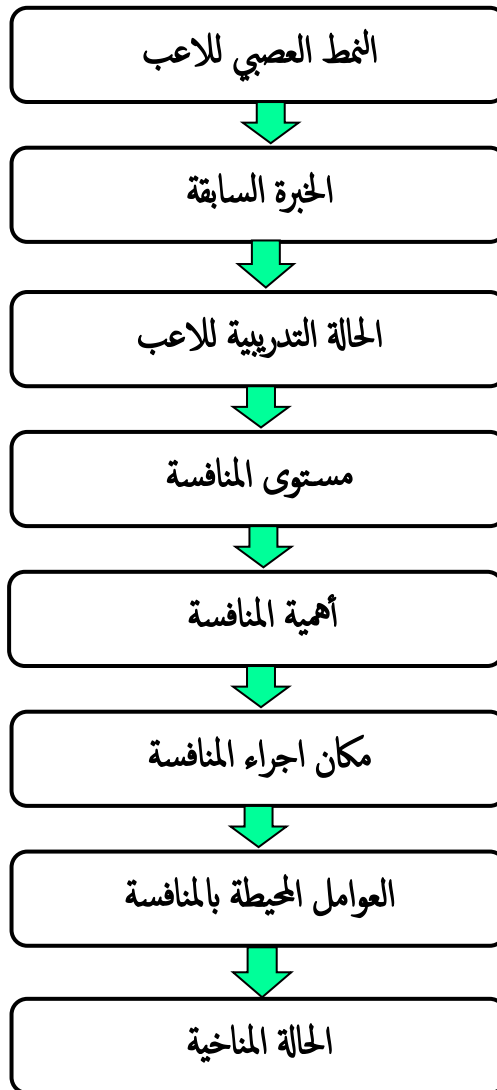 النمط العصبي للاعب
الخبرة السابقة
الحالة التدريبية للاعب
مستوى المنافسة
أهمية المنافسة
مكان اجراء المنافسة
العوامل المحيطة بالمنافسة
الحالة المناخية